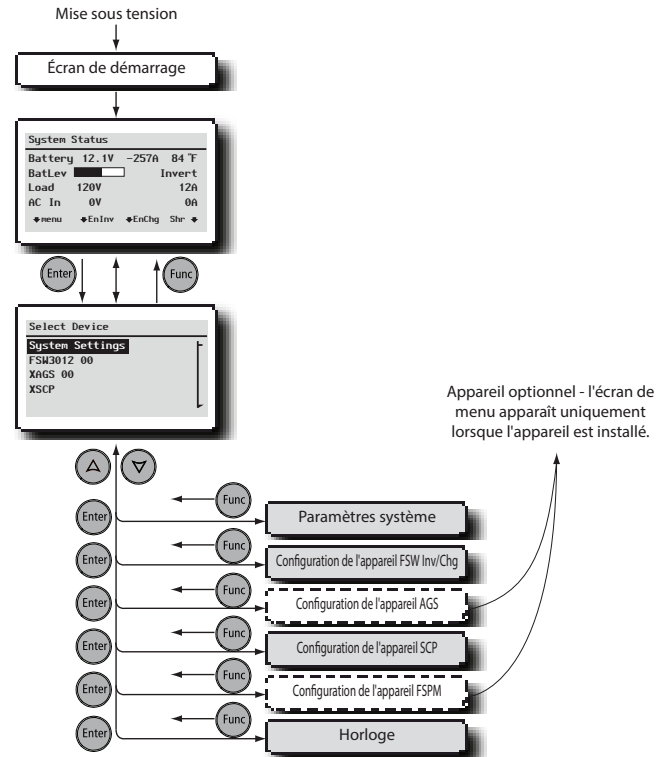 Mise sous tension
Écran de démarrage
System Status
Battery 12.1V -257A 84 °F
BatLev Invert
Load 120V 12A
AC In 0V 0A
menu EnInv EnChg Shr
Enter
Func
Select Device
System Settings
FSW3012 00
XAGS 00
XSCP
Appareil optionnel - l'écran de
menu apparaît uniquement
lorsque l'appareil est installé.
Enter Func Paramètres système
Enter Func Configuration de l'appareil FSW Inv/Chg
Enter Func Configuration de l'appareil AGS
Enter Func Configuration de l'appareil SCP
Enter Func Configuration de l'appareil FSPM
Enter Func Horloge